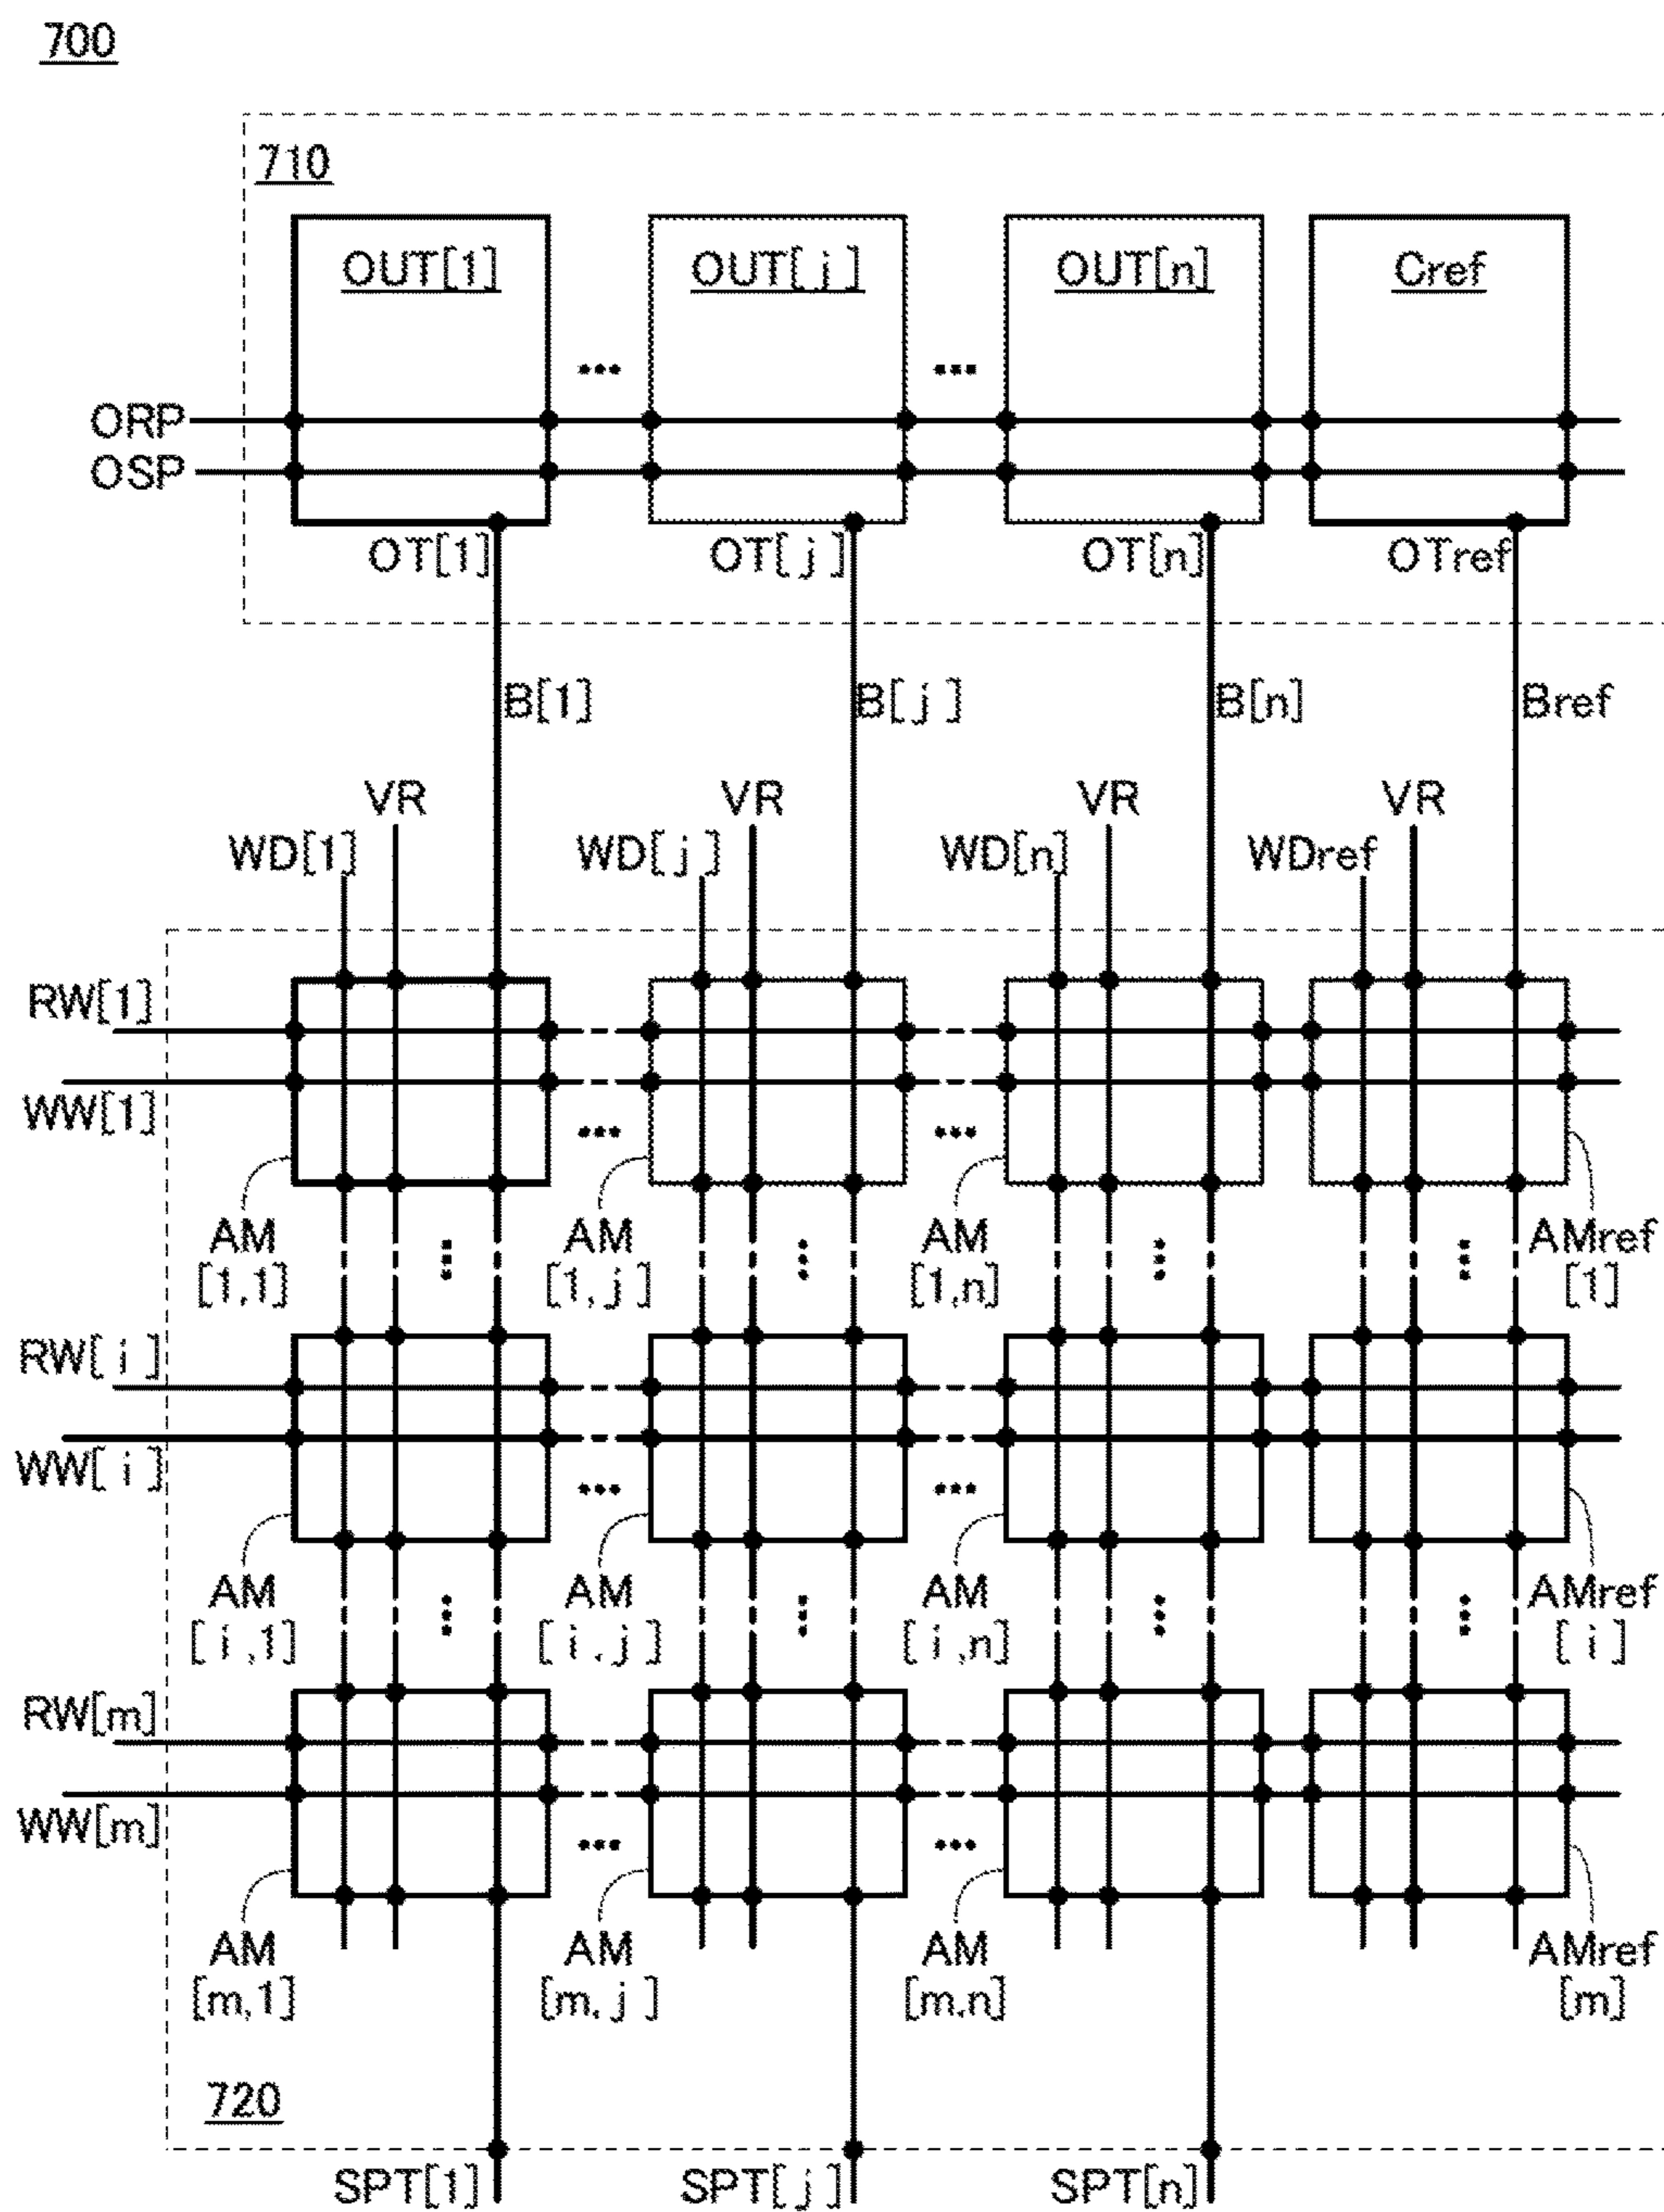 700
710
OUT[1] OUT[j] OUT[n] Cref
... ...
ORP
OSP
OT[1] OT[j] OT[n] OTref
B[1] B[j] B[n] Bref
VR VR VR VR
WD[1] WD[j] WD[n] WDref
RW[1]
WW[1]
... ...
AM AM AM AMref
[1,1] [1,j] [1,n] [1]
RW[i]
WW[i]
... ...
AM AM AM AMref
[i,1] [i,j] [i,n] [i]
RW[m]
WW[m]
... ...
AM AM AM AMref
[m,1] [m,j] [m,n] [m]
720
SPT[1] SPT[j] SPT[n]